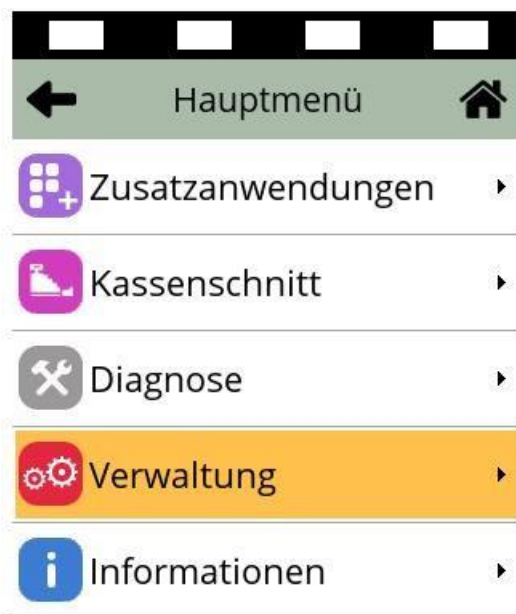 Hauptmenü
Zusatzanwendungen
Kassenschnitt
Diagnose
Verwaltung
Informationen